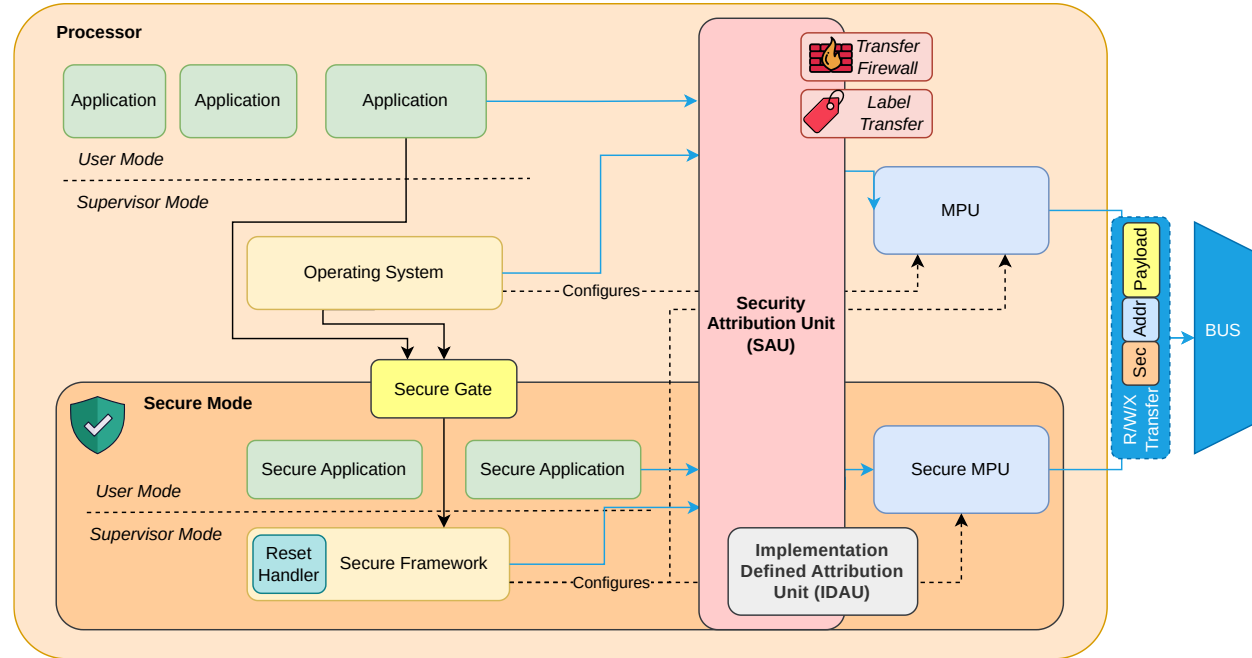 Processor
Transfer
Firewall
Application
Application
Application
Label
Transfer
User Mode
Supervisor Mode
MPU
Operating System
Configures
Security
Attribution Unit
(SAU)
Payload
Addr
Sec
R/W/X
Transfer
BUS
Secure Gate
Secure Mode
Secure Application
Secure Application
Secure MPU
User Mode
Supervisor Mode
Reset
Handler
Secure Framework
Configures
Implementation
Defined Attribution
Unit (IDAU)